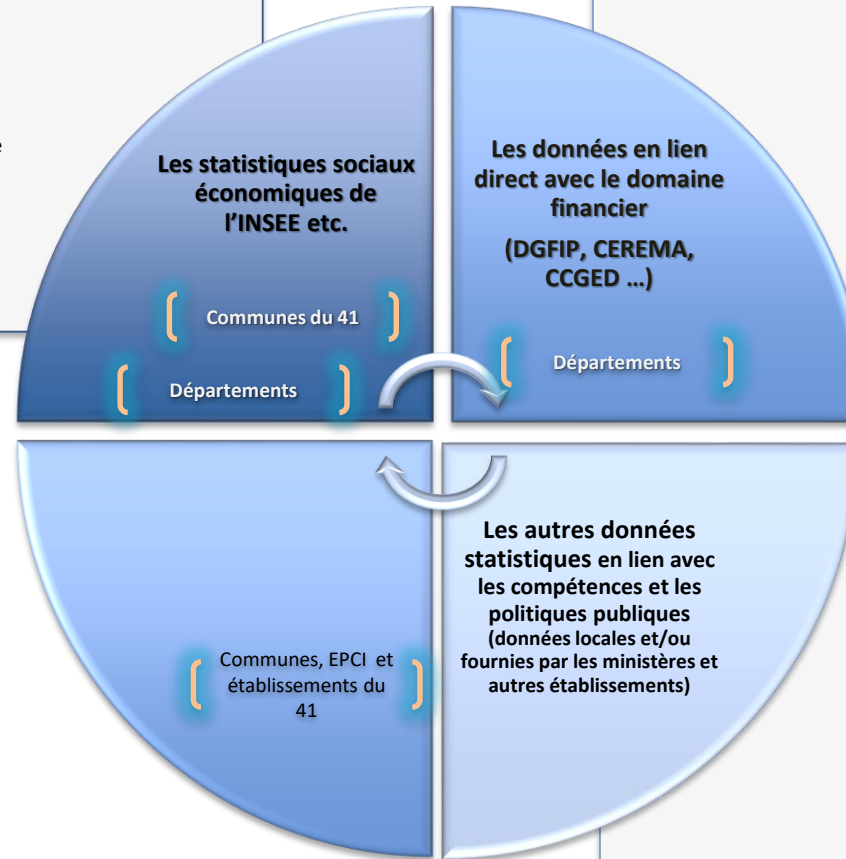 e
Les statistiques sociaux
économiques de
l'INSEE etc.
Communes du 41
Départements
Les données en lien
direct avec le domaine
financier
(DGFIP, CEREMA,
CCGED ...)
Départements
Communes, EPCI et
établissements du
41
Les autres données
statistiques en lien avec
les compétences et les
politiques publiques
(données locales et/ou
fournies par les ministères et
autres établissements)